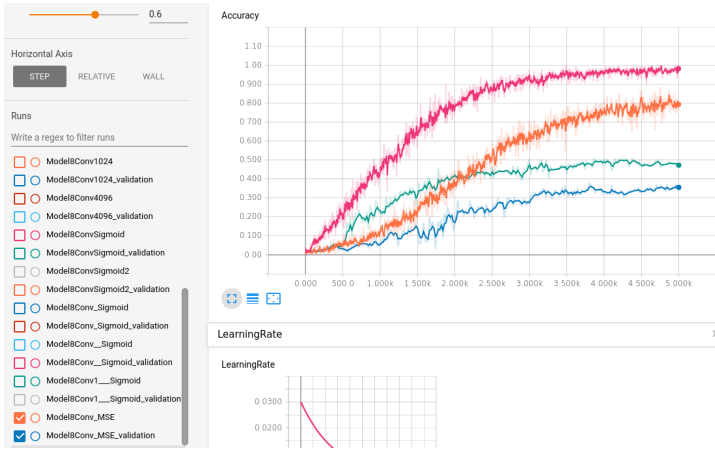 0.6
Horizontal Axis
STEP RELATIVE WALL
Runs
Write a regex to filter runs
Model8Conv1024
Model8Conv1024_validation
Model8Conv4096
Model8Conv4096_validation
Model8ConvSigmoid
Model8ConvSigmoid_validation
Model8ConvSigmoid2
Model8ConvSigmoid2_validation
Model8Conv_Sigmoid
Model8Conv_Sigmoid_validation
Model8Conv__Sigmoid
Model8Conv__Sigmoid_validation
Model8Conv1___Sigmoid
Model8Conv1___Sigmoid_validation
Model8Conv_MSE
Model8Conv_MSE_validation
Accuracy
1.10
1.00
0.900
0.800
0.700
0.600
0.500
0.400
0.300
0.200
0.100
0.00
0.000 500.0 1.000k 1.500k 2.000k 2.500k 3.000k 3.500k 4.000k 4.500k 5.000k
LearningRate
1
LearningRate
0.0300
0.0200